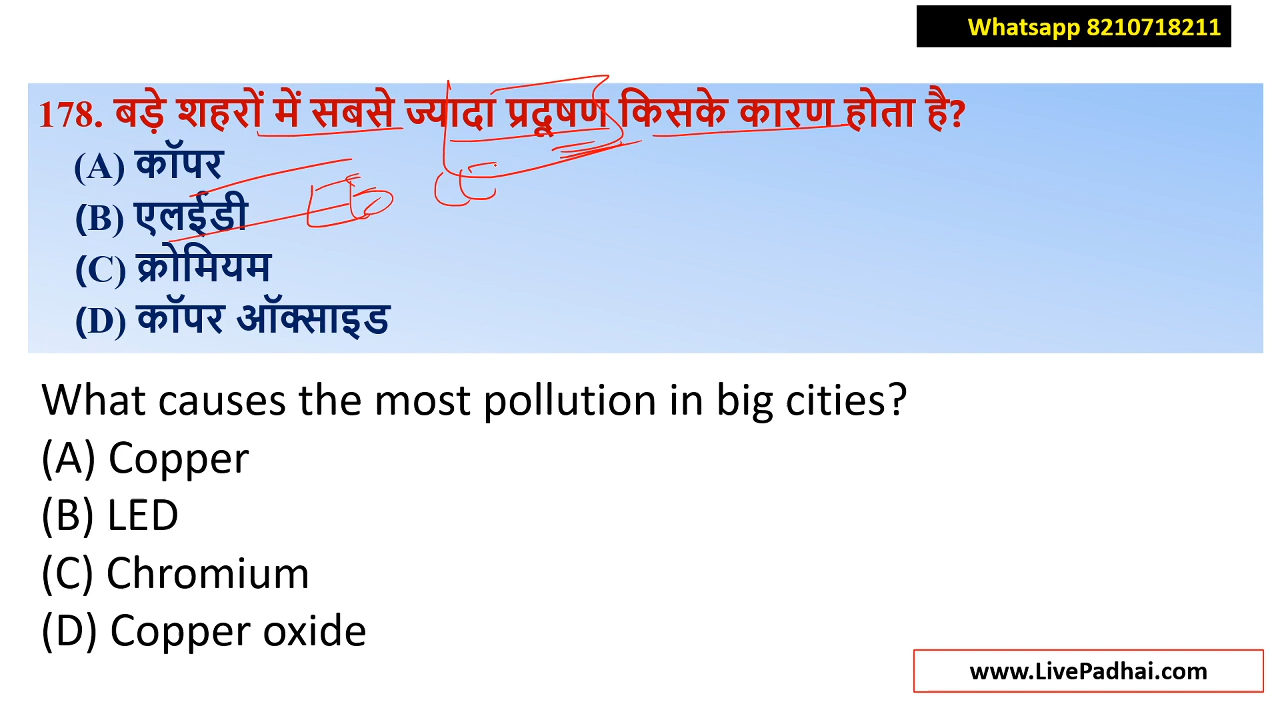 Whatsapp 8210718211
178. बड़े शहरों में सबसे ज्यादा प्रदूषण किसके कारण होता है?
(A) कॉपर
(B) एलईडी
(C) क्रोमियम
(D) कॉपर ऑक्साइड
What causes the most pollution in big cities?
(A) Copper
(B) LED
(C) Chromium
(D) Copper oxide
www.LivePadhai.com